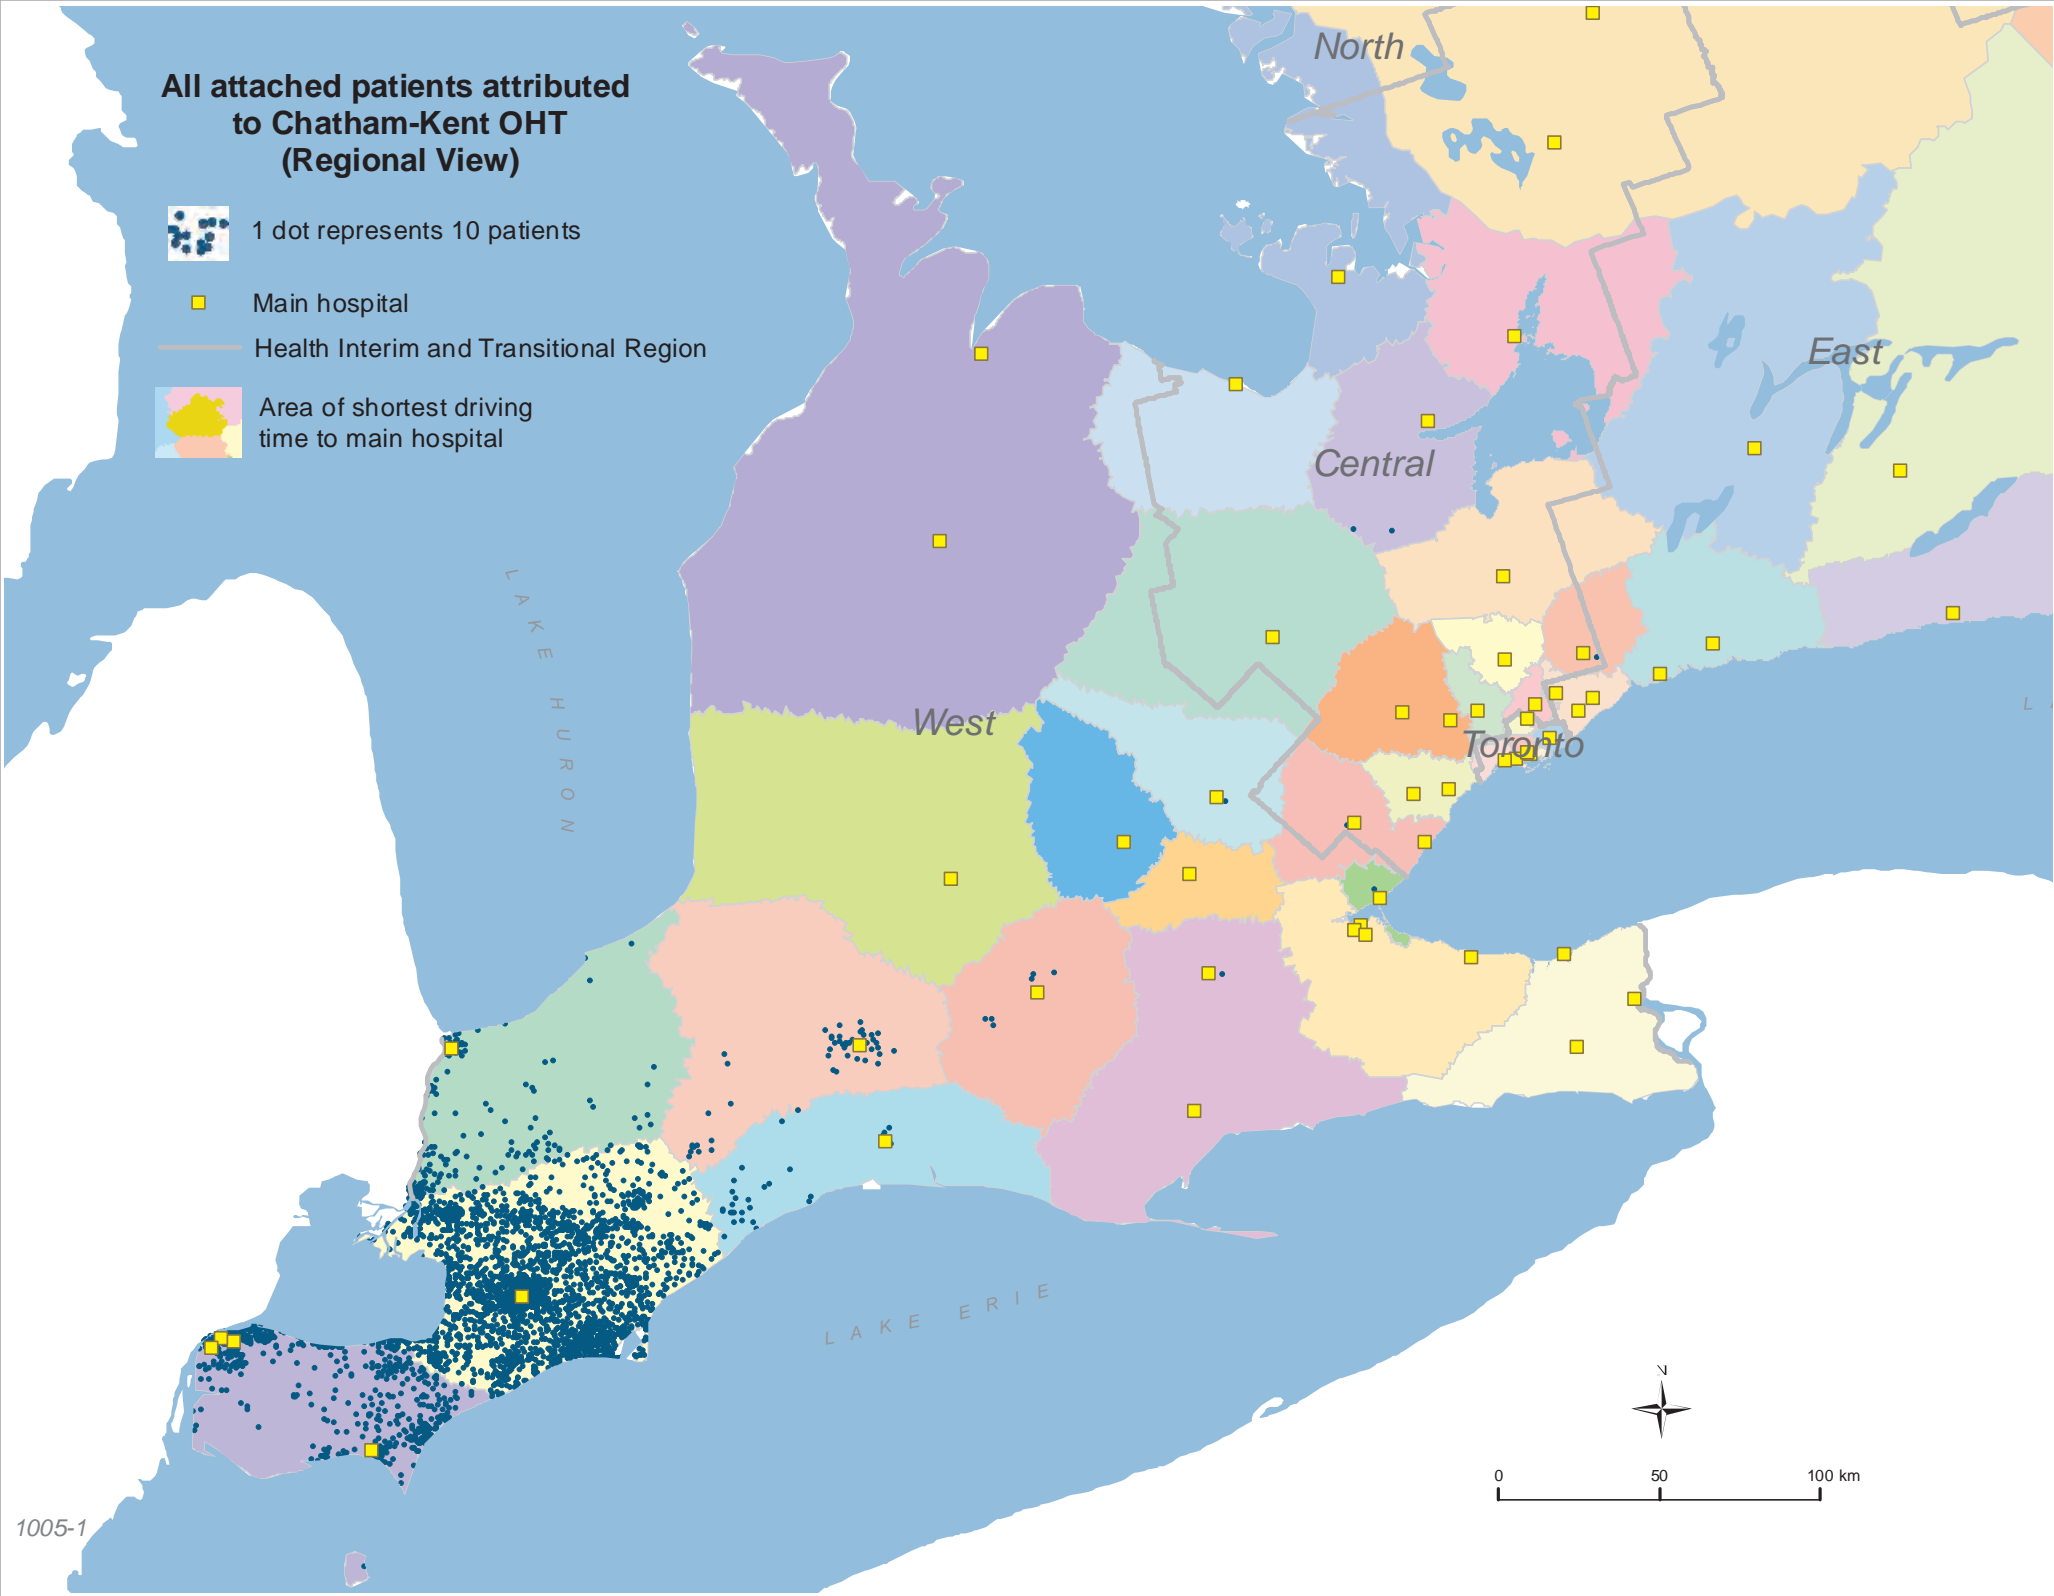 All attached patients attributed
to Chatham-Kent OHT
(Regional View)
1 dot represents 10 patients
Main hospital
Health Interim and Transitional Region
Area of shortest driving
time to main hospital
North
East
Central
West
Toronto
LAKE HURON
LAKE ERIE
L A
N
0 50 100 km
1005-1